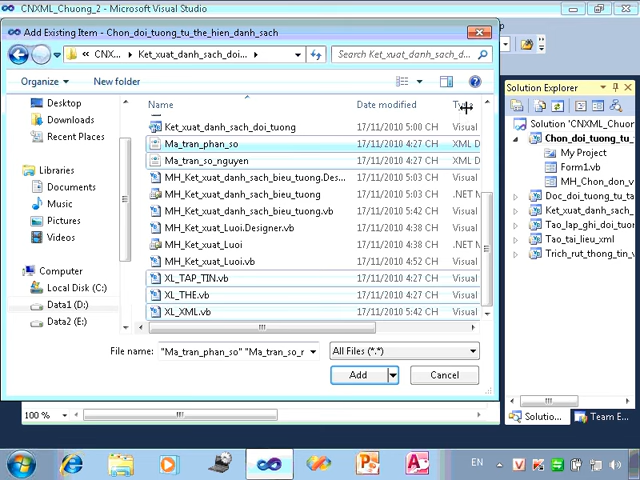 CNXML_Chuong_2 - Microsoft Visual Studio
Add Existing Item - Chon_doi_tuong_tu_the_hien_danh_sach
« CNX... ▸ Ket_xuat_danh_sach_doi...
Search Ket_xuat_danh_sach_d...
Organize
New folder
Name
Date modified
Type
Desktop
Downloads
Recent Places
Libraries
Documents
Music
Pictures
Videos
Computer
Local Disk (C:)
Data1 (D:)
Data2 (E:)
Ket_xuat_danh_sach_doi_tuong 17/11/2010 5:00 CH Visual
Ma_tran_phan_so 17/11/2010 4:27 CH XML D
Ma_tran_so_nguyen 17/11/2010 4:27 CH XML D
MH_Ket_xuat_danh_sach_bieu_tuong.Des... 17/11/2010 5:03 CH Visual
MH_Ket_xuat_danh_sach_bieu_tuong 17/11/2010 5:03 CH .NET M
MH_Ket_xuat_danh_sach_bieu_tuong.vb 17/11/2010 5:42 CH Visual
MH_Ket_xuat_Luoi.Designer.vb 17/11/2010 4:38 CH Visual
MH_Ket_xuat_Luoi 17/11/2010 4:38 CH .NET M
MH_Ket_xuat_Luoi.vb 17/11/2010 5:42 CH Visual
XL_TAP_TIN.vb 17/11/2010 4:27 CH Visual
XL_THE.vb 17/11/2010 4:27 CH Visual
XL_XML.vb 17/11/2010 5:42 CH Visual
File name:
"Ma_tran_phan_so" "Ma_tran_so_r
All Files (*.*)
Add
Cancel
100 %
Solution Explorer
Solution 'CNXML_Chuon
Chon_doi_tuong_tu_t
My Project
Form1.vb
MH_Chon_don_v
Doc_doi_tuong_tu_ta
Ket_xuat_danh_sach_
Tao_lap_ghi_doi_tuon
Tao_tai_lieu_xml
Trich_rut_thong_tin_v
Solutio...
Team E...
EN